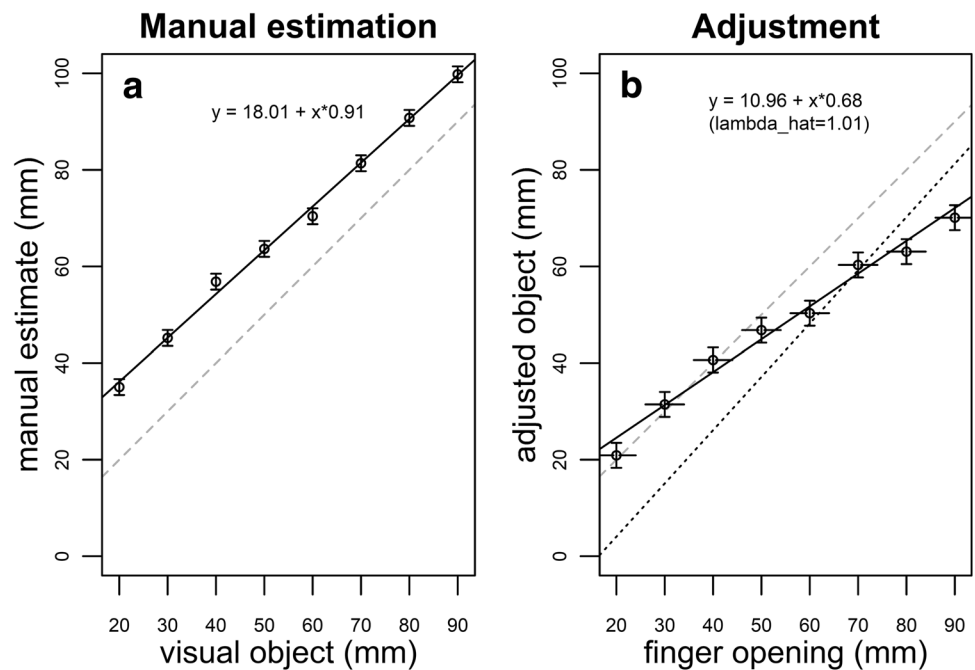 Manual estimation
a
y = 18.01 + x*0.91
manual estimate (mm)
100
80
60
40
20
0
20 30 40 50 60 70 80 90
visual object (mm)
Adjustment
b
y = 10.96 + x*0.68
(lambda_hat=1.01)
adjusted object (mm)
100
80
60
40
20
0
20 30 40 50 60 70 80 90
finger opening (mm)